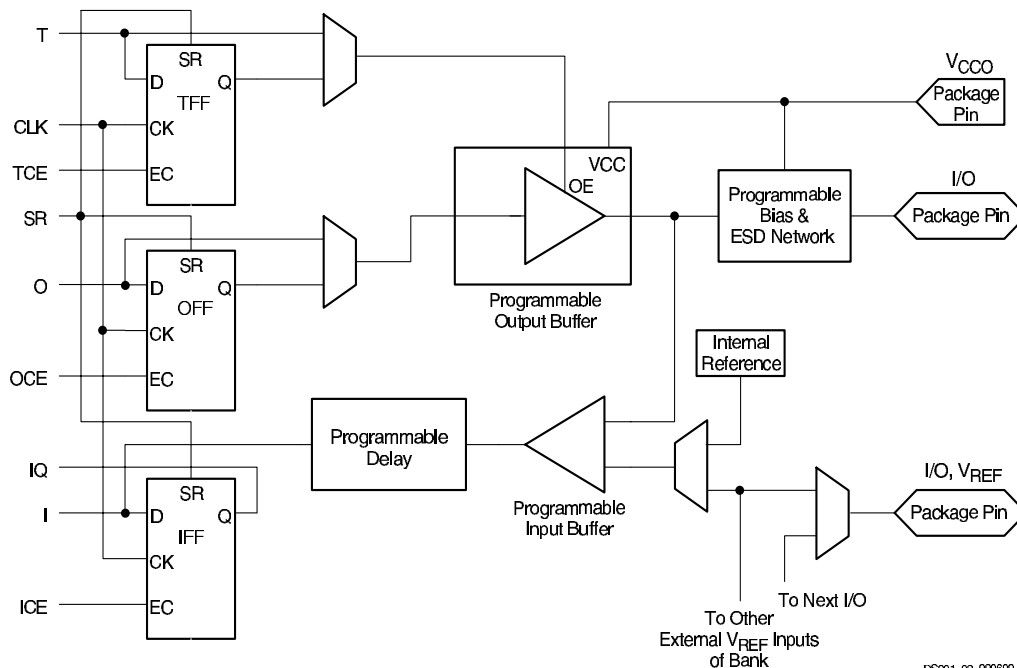 T
SR
D
Q
TFF
CLK
CK
TCE
EC
SR
SR
O
D
Q
OFF
CK
OCE
EC
IQ
SR
I
D
Q
IFF
CK
ICE
EC
VCC
OE
Programmable
Output Buffer
VCCO
Package
Pin
Programmable
Bias &
ESD Network
I/O
Package Pin
Internal
Reference
Programmable
Delay
Programmable
Input Buffer
I/O, VREF
Package Pin
To Next I/O
To Other
External VREF Inputs
of Bank